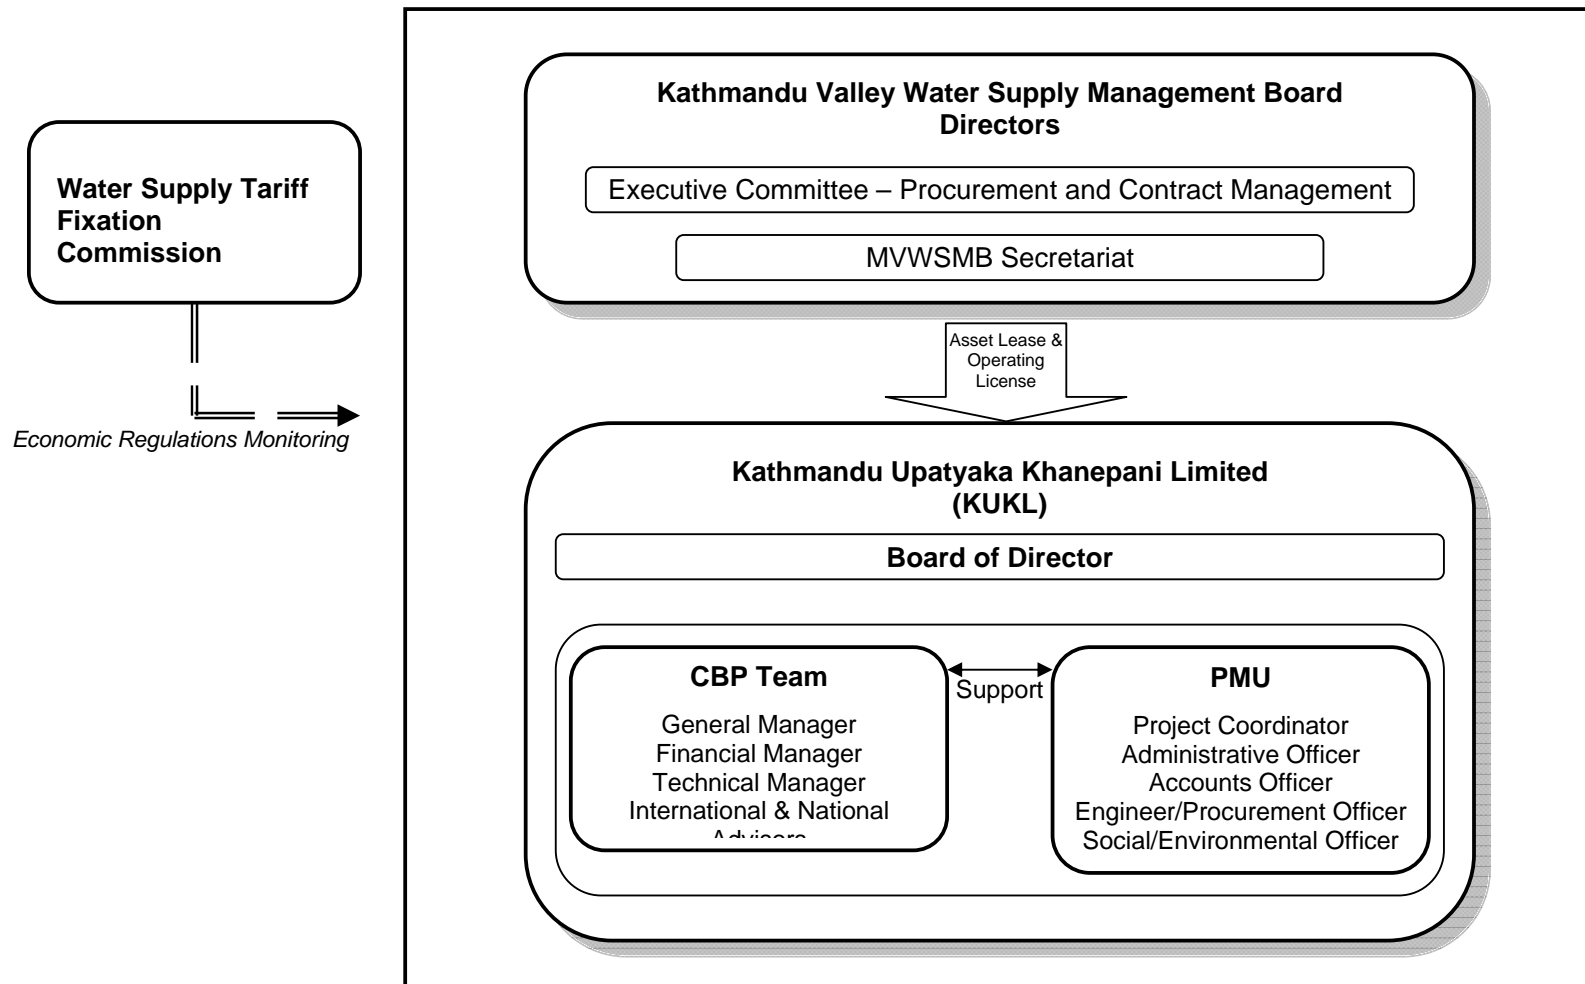 Water Supply Tariff
Fixation
Commission
Economic Regulations Monitoring
Kathmandu Valley Water Supply Management Board
Directors
Executive Committee – Procurement and Contract Management
MVWSMB Secretariat
Asset Lease &
Operating
License
Kathmandu Upatyaka Khanepani Limited
(KUKL)
Board of Director
CBP Team
General Manager
Financial Manager
Technical Manager
International & National
Support
PMU
Project Coordinator
Administrative Officer
Accounts Officer
Engineer/Procurement Officer
Social/Environmental Officer